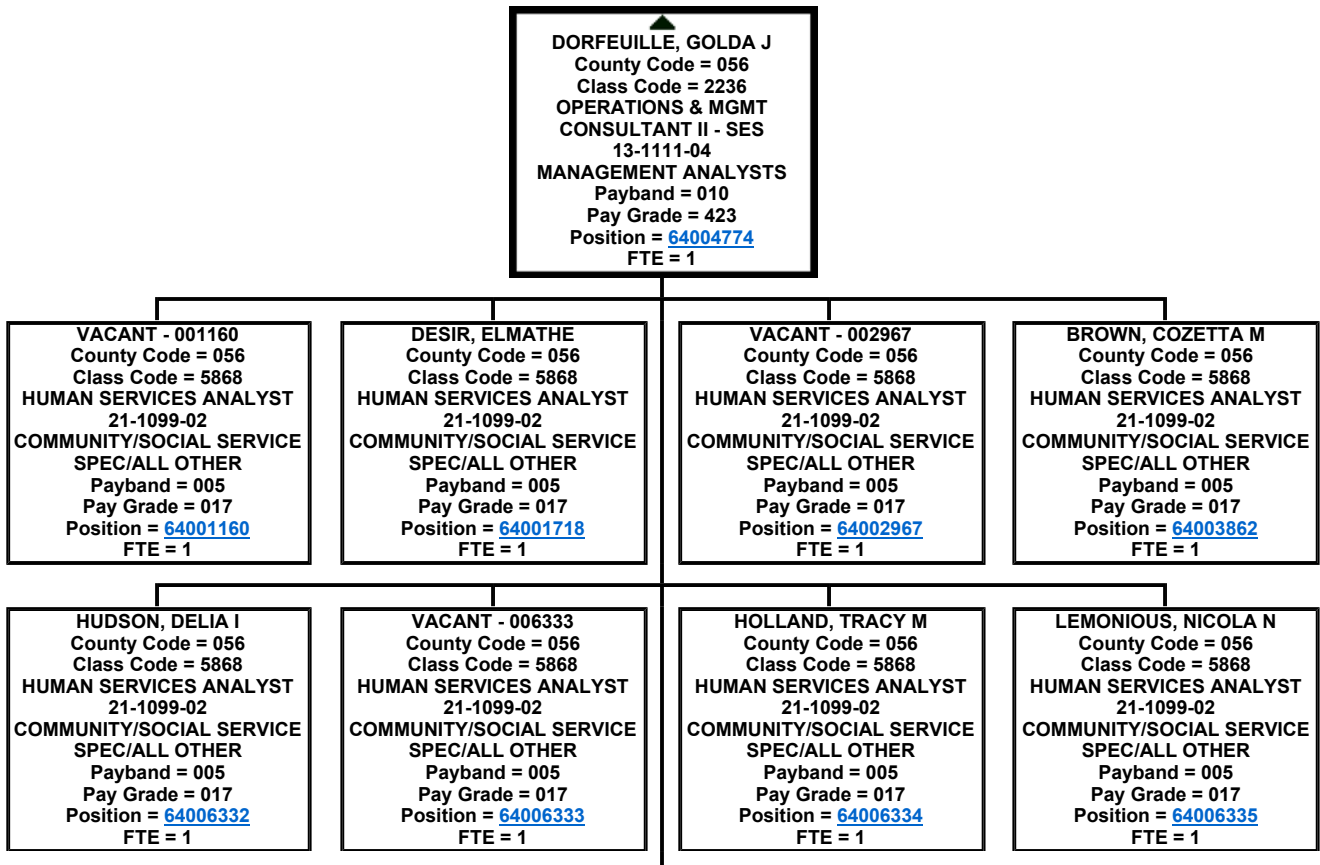 DORFEUILLE, GOLDA J
County Code = 056
Class Code = 2236
OPERATIONS & MGMT
CONSULTANT II - SES
13-1111-04
MANAGEMENT ANALYSTS
Payband = 010
Pay Grade = 423
Position = 64004774
FTE = 1
VACANT - 001160
County Code = 056
Class Code = 5868
HUMAN SERVICES ANALYST
21-1099-02
COMMUNITY/SOCIAL SERVICE
SPEC/ALL OTHER
Payband = 005
Pay Grade = 017
Position = 64001160
FTE = 1
DESIR, ELMATHE
County Code = 056
Class Code = 5868
HUMAN SERVICES ANALYST
21-1099-02
COMMUNITY/SOCIAL SERVICE
SPEC/ALL OTHER
Payband = 005
Pay Grade = 017
Position = 64001718
FTE = 1
VACANT - 002967
County Code = 056
Class Code = 5868
HUMAN SERVICES ANALYST
21-1099-02
COMMUNITY/SOCIAL SERVICE
SPEC/ALL OTHER
Payband = 005
Pay Grade = 017
Position = 64002967
FTE = 1
BROWN, COZETTA M
County Code = 056
Class Code = 5868
HUMAN SERVICES ANALYST
21-1099-02
COMMUNITY/SOCIAL SERVICE
SPEC/ALL OTHER
Payband = 005
Pay Grade = 017
Position = 64003862
FTE = 1
HUDSON, DELIA I
County Code = 056
Class Code = 5868
HUMAN SERVICES ANALYST
21-1099-02
COMMUNITY/SOCIAL SERVICE
SPEC/ALL OTHER
Payband = 005
Pay Grade = 017
Position = 64006332
FTE = 1
VACANT - 006333
County Code = 056
Class Code = 5868
HUMAN SERVICES ANALYST
21-1099-02
COMMUNITY/SOCIAL SERVICE
SPEC/ALL OTHER
Payband = 005
Pay Grade = 017
Position = 64006333
FTE = 1
HOLLAND, TRACY M
County Code = 056
Class Code = 5868
HUMAN SERVICES ANALYST
21-1099-02
COMMUNITY/SOCIAL SERVICE
SPEC/ALL OTHER
Payband = 005
Pay Grade = 017
Position = 64006334
FTE = 1
LEMONIOUS, NICOLA N
County Code = 056
Class Code = 5868
HUMAN SERVICES ANALYST
21-1099-02
COMMUNITY/SOCIAL SERVICE
SPEC/ALL OTHER
Payband = 005
Pay Grade = 017
Position = 64006335
FTE = 1